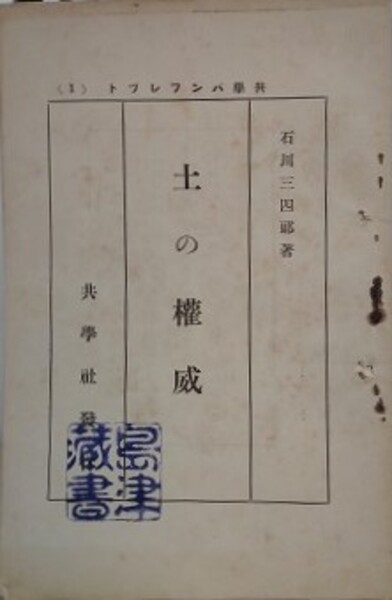 共學パンフレツト (1)
石川三四郎著
土の權威
共學社發
島津
藏書